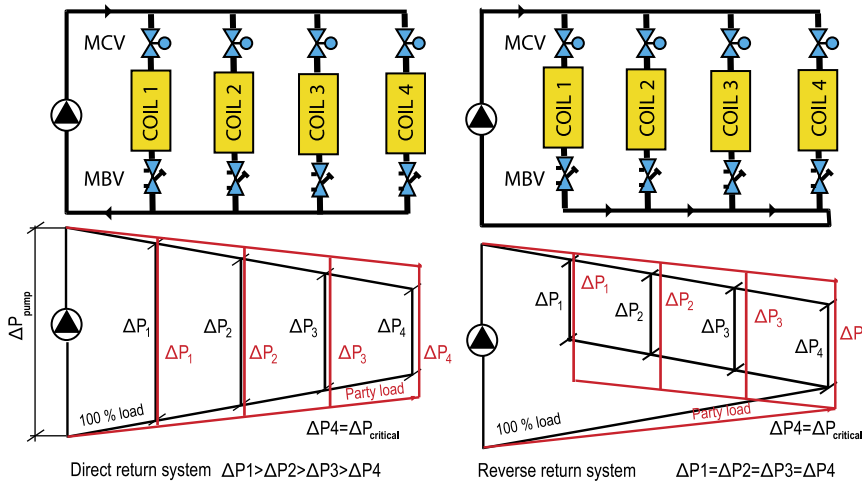 MCV
COIL 1
COIL 2
COIL 3
COIL 4
MBV
MCV
COIL 1
COIL 2
COIL 3
COIL 4
MBV
ΔPpump
ΔP1
ΔP1
ΔP2
ΔP2
ΔP3
ΔP3
ΔP4
ΔP4
100 % load
Party load
ΔP4=ΔPcritical
Direct return system ΔP1>ΔP2>ΔP3>ΔP4
ΔP1
ΔP1
ΔP2
ΔP2
ΔP3
ΔP3
ΔP4
ΔP
100 % load
Party load
ΔP4=ΔPcritical
Reverse return system ΔP1=ΔP2=ΔP3=ΔP4